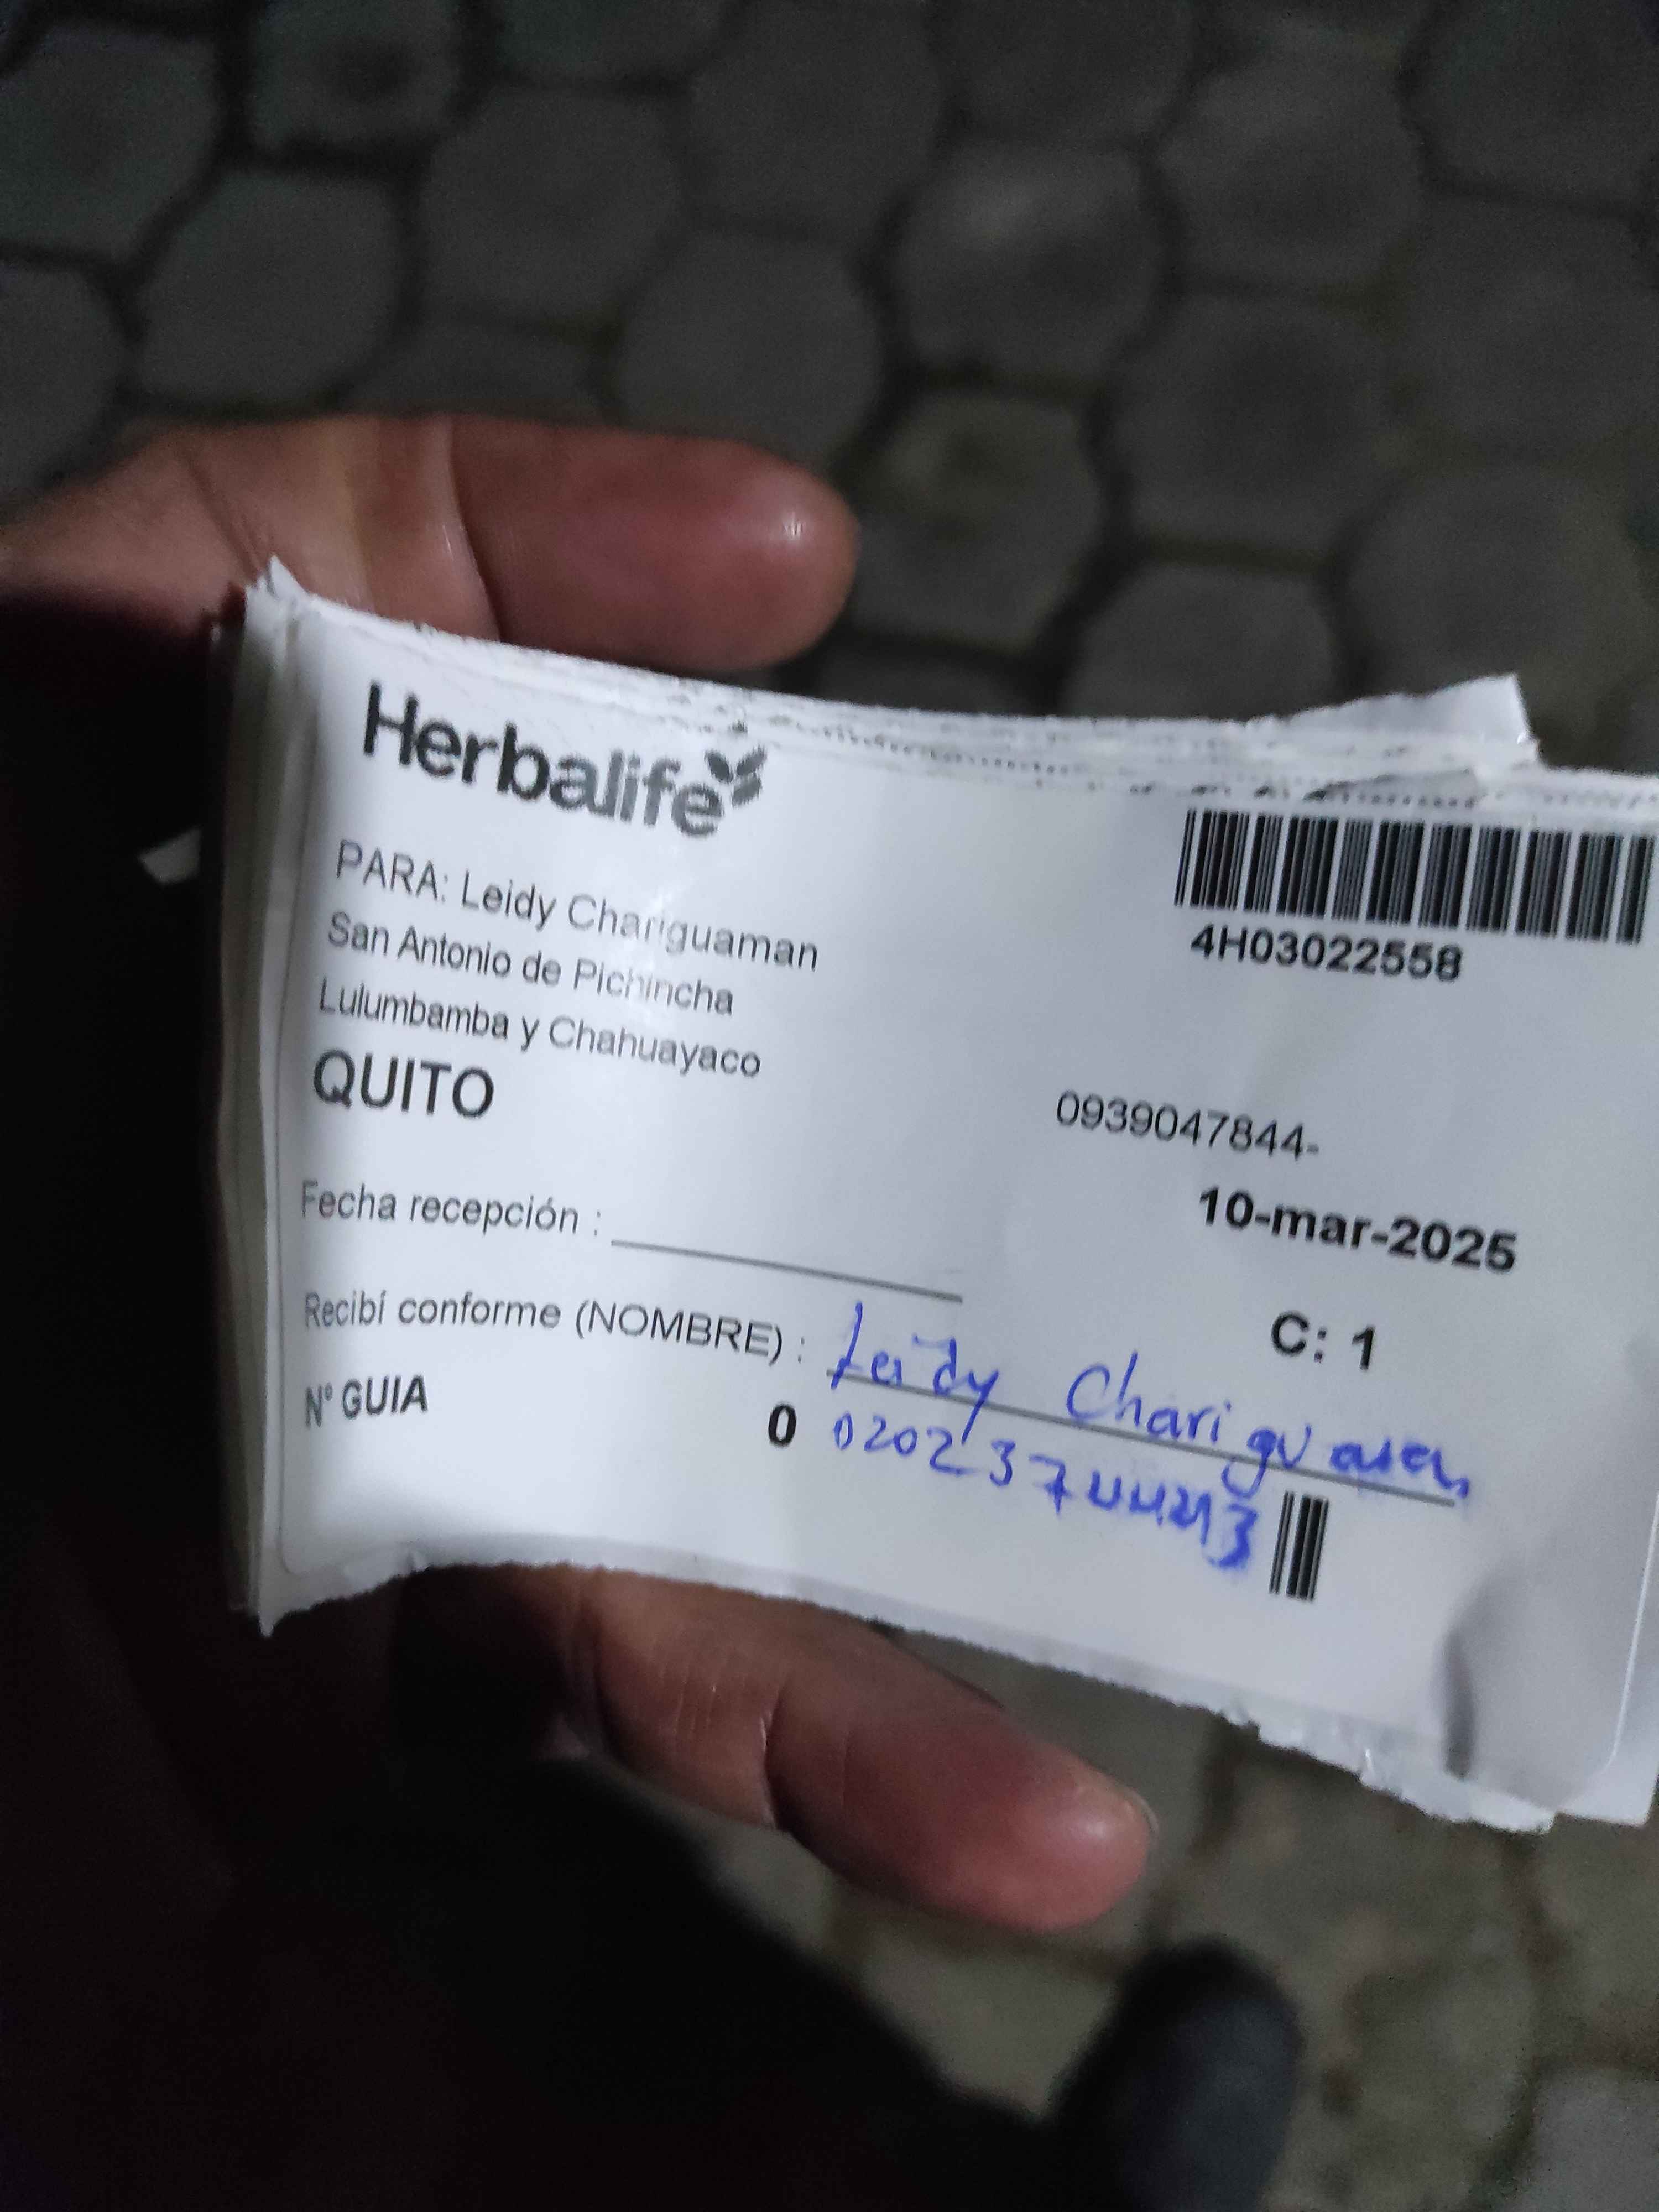 Herbalife
4H03022558
PARA: Leidy Chariguaman
San Antonio de Pichincha
Lulumbamba y Chahuayaco
QUITO
0939047844-
10-mar-2025
Fecha recepción :
C: 1
Recibí conforme (NOMBRE) : Leidy Chariguaman
Nº GUIA 0